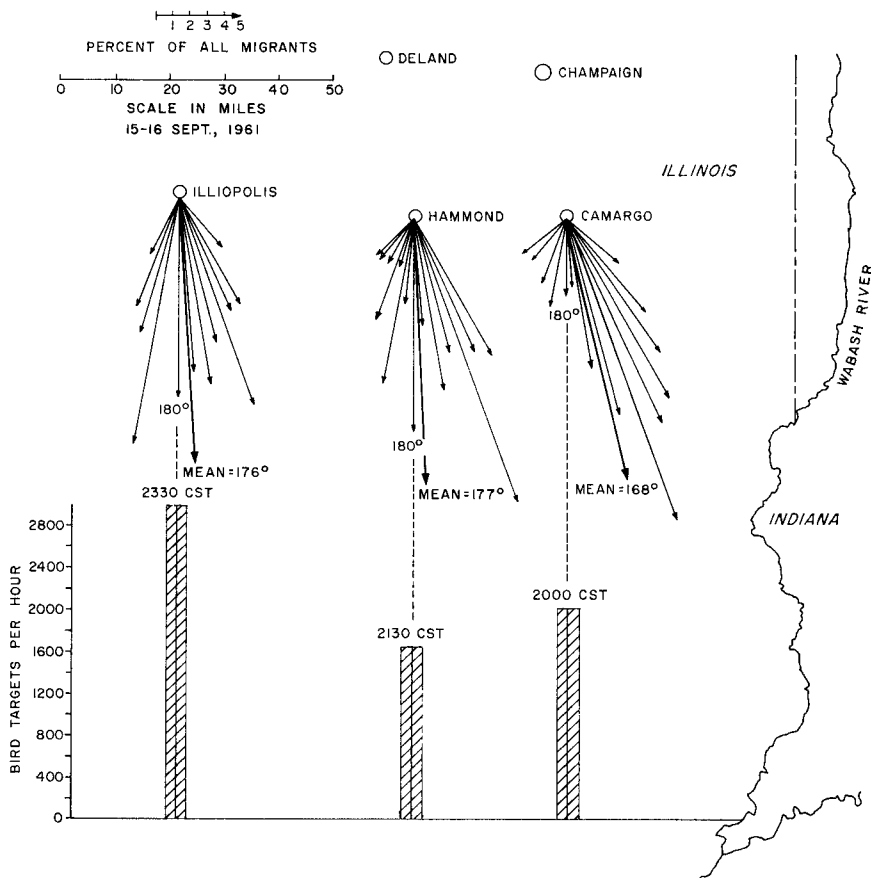 1 2 3 4 5
PERCENT OF ALL MIGRANTS
0 10 20 30 40 50
SCALE IN MILES
15-16 SEPT., 1961
DELAND
CHAMPAIGN
ILLINOIS
ILLIOPOLIS
HAMMOND
CAMARGO
WABASH RIVER
180°
180°
180°
MEAN=176°
MEAN=177°
MEAN=168°
INDIANA
2330 CST
2130 CST
2000 CST
BIRD TARGETS PER HOUR
2800
2400
2000
1600
1200
800
400
0